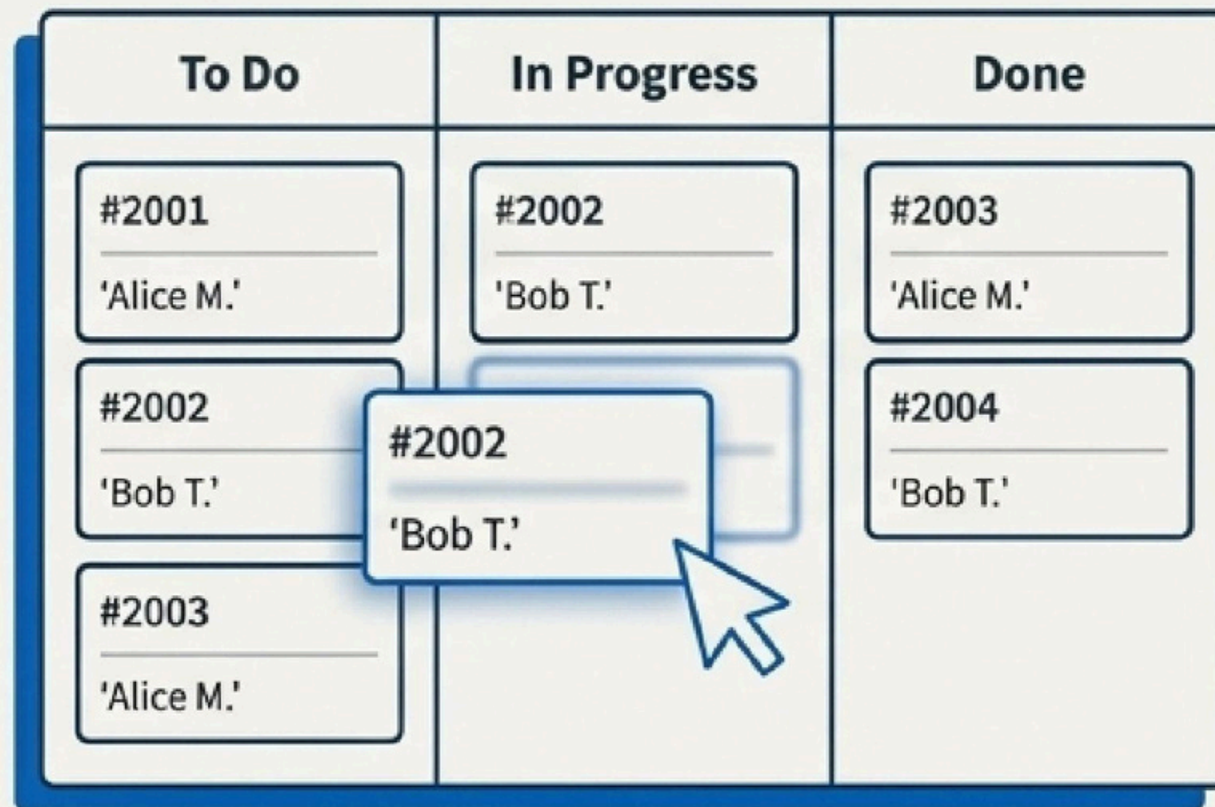 To Do
In Progress
Done
#2001
‘Alice M.’
#2002
‘Bob T.’
#2003
‘Alice M.’
#2002
'Bob T.'
#2002
‘Bob T.’
#2003
'Alice M.'
#2004
'Bob T.'